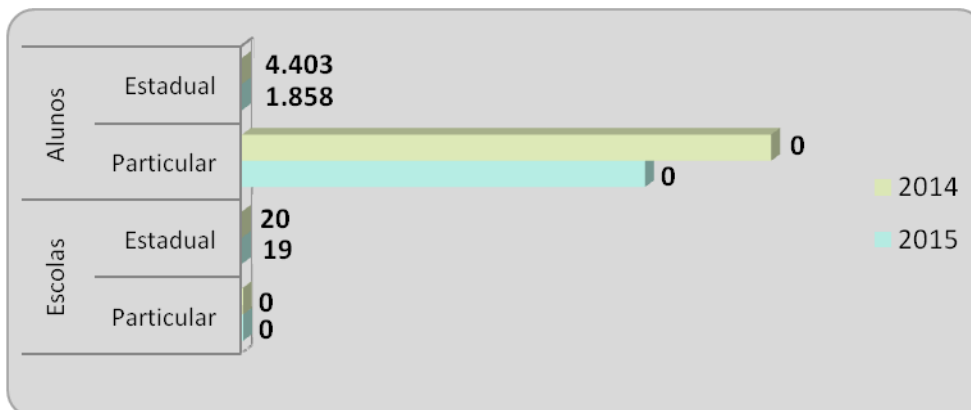 Alunos
Estadual
4.403
1.858
Particular
0
0
Escolas
Estadual
20
19
Particular
0
0
2014
2015